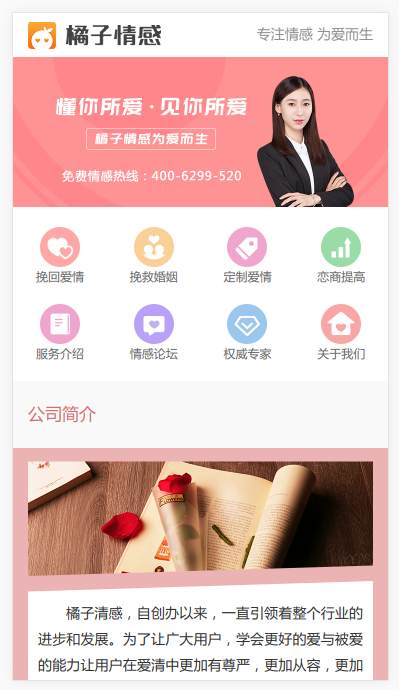 橘子情感
专注情感 为爱而生
懂你所爱·见你所爱
橘子情感为爱而生
免费情感热线：400-6299-520
挽回爱情
挽救婚姻
定制爱情
恋商提高
服务介绍
情感论坛
权威专家
关于我们
公司简介
橘子清感，自创办以来，一直引领着整个行业的
进步和发展。为了让广大用户，学会更好的爱与被爱
的能力让用户在爱清中更加有尊严，更加从容，更加